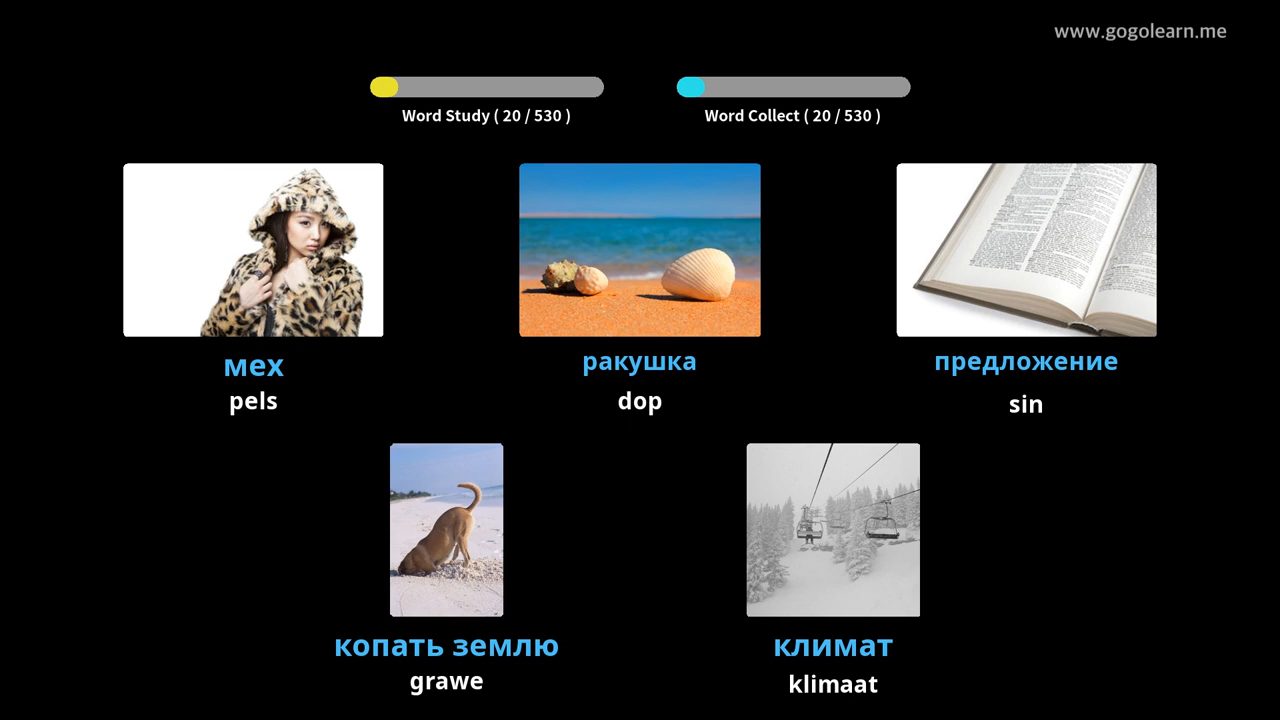 www.gogolearn.me
Word Study ( 20 / 530 )
Word Collect ( 20 / 530 )
мех
pels
ракушка
dop
предложение
sin
копать землю
grawe
климат
klimaat